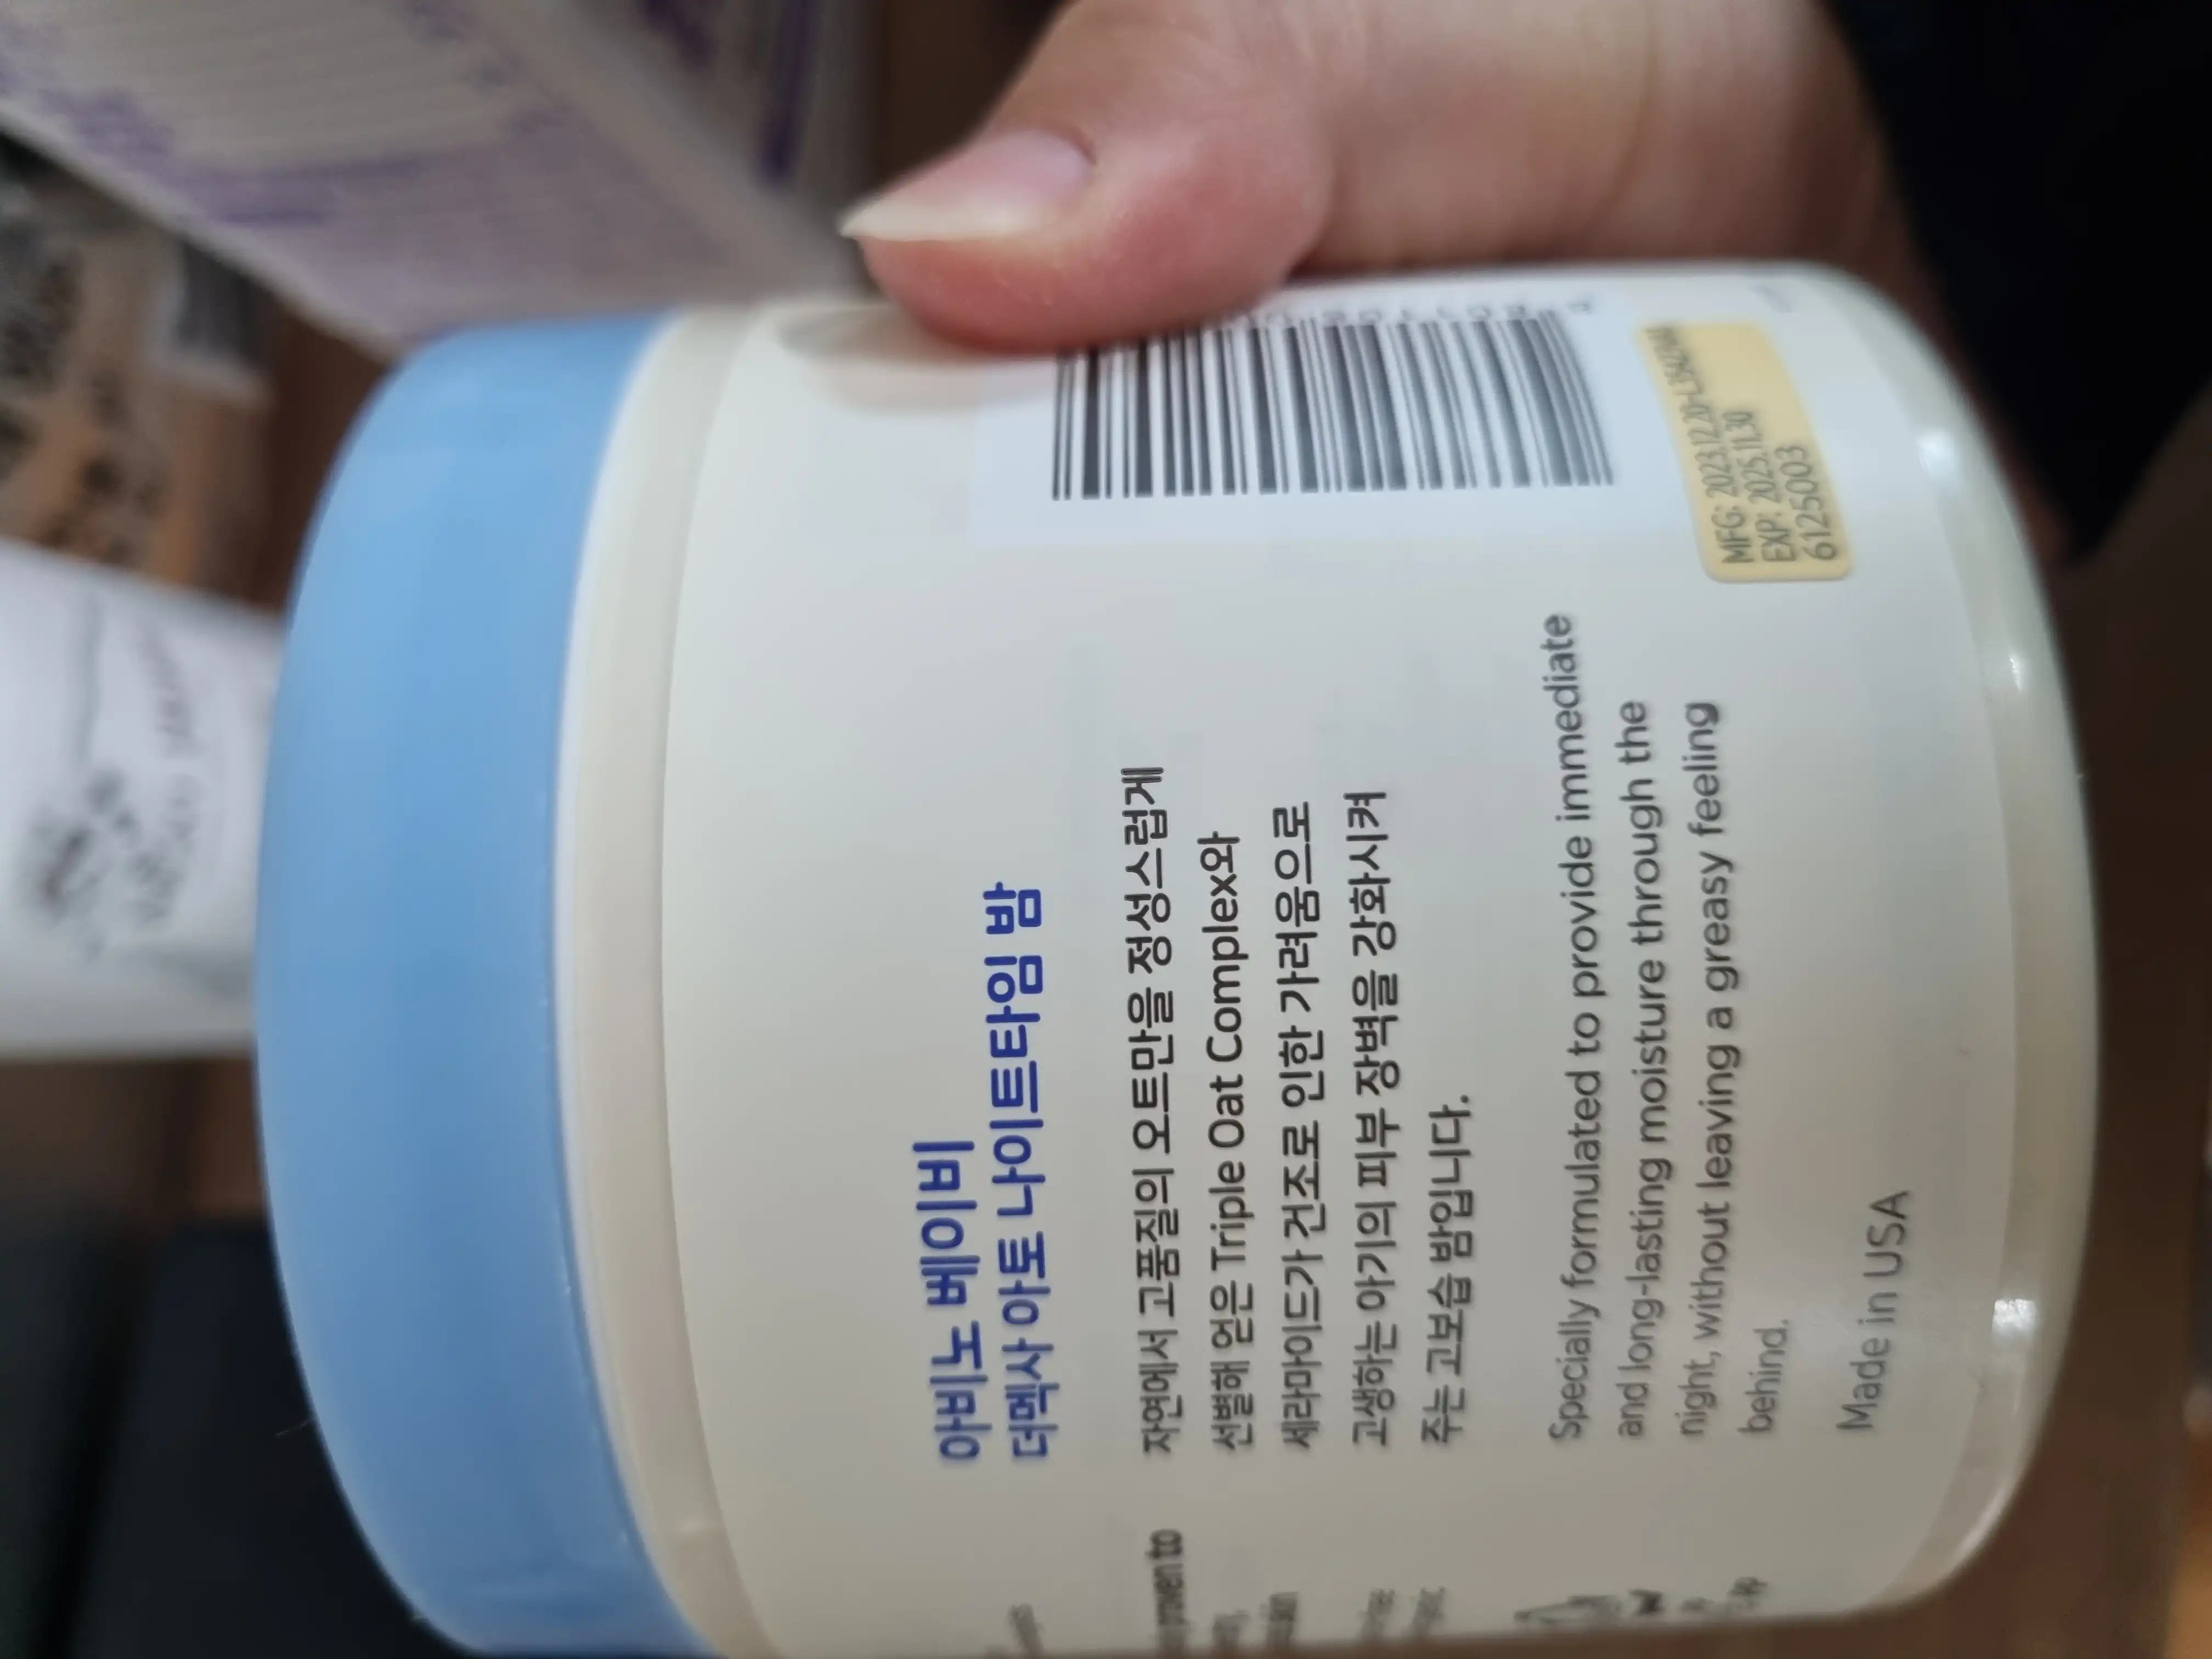 아비노 베이비
더멕사 아토 나이트타임 밤
자연에서 고품질의 오트만을 정성스럽게
선별해 얻은 Triple Oat Complex와
세라마이드가 건조로 인한 가려움으로
고생하는 아기의 피부 장벽을 강화시켜
주는 고보습 밤입니다.
Specially formulated to provide immediate
and long-lasting moisture through the
night, without leaving a greasy feeling
behind.
Made in USA
MFG: 2023.12.20
EXP: 2025.11.30
6125003
proven to